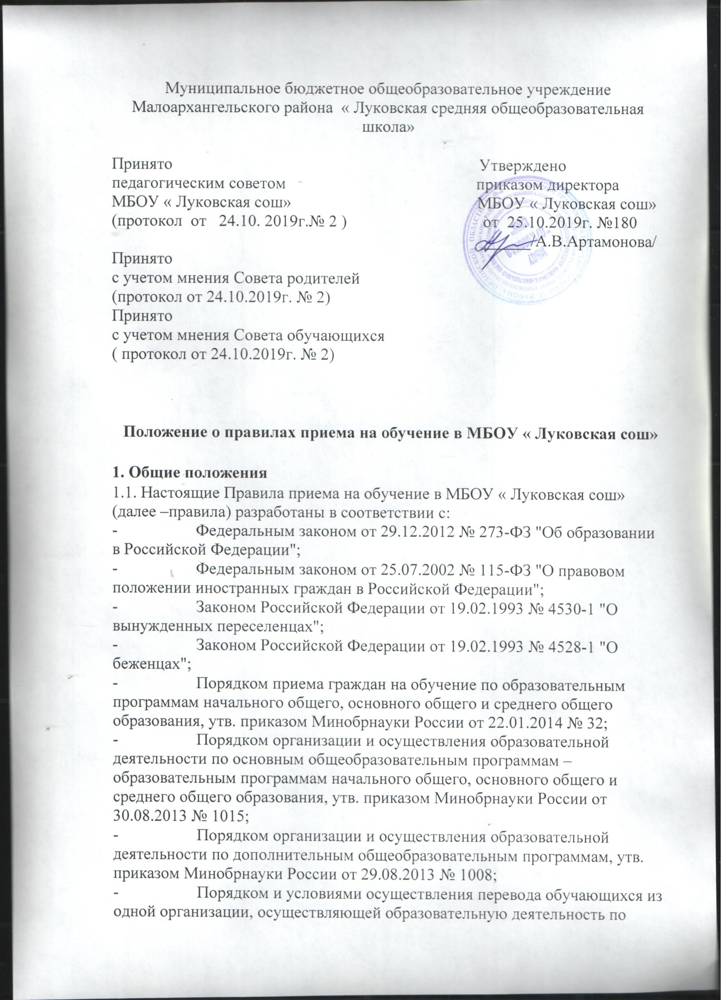 Муниципальное бюджетное общеобразовательное учреждение
Малоархангельского района « Луковская средняя общеобразовательная
школа»
Принято
педагогическим советом
МБОУ « Луковская сош»
(протокол от 24.10. 2019г.№ 2 )
Утверждено
приказом директора
МБОУ « Луковская сош»
от 25.10.2019г. №180
/А.В.Артамонова/
Принято
с учетом мнения Совета родителей
(протокол от 24.10.2019г. № 2)
Принято
с учетом мнения Совета обучающихся
( протокол от 24.10.2019г. № 2)
Положение о правилах приема на обучение в МБОУ « Луковская сош»
1. Общие положения
1.1. Настоящие Правила приема на обучение в МБОУ « Луковская сош»
(далее –правила) разработаны в соответствии с:
- Федеральным законом от 29.12.2012 № 273-ФЗ "Об образовании
в Российской Федерации";
- Федеральным законом от 25.07.2002 № 115-ФЗ "О правовом
положении иностранных граждан в Российской Федерации";
- Законом Российской Федерации от 19.02.1993 № 4530-1 "О
вынужденных переселенцах";
- Законом Российской Федерации от 19.02.1993 № 4528-1 "О
беженцах";
- Порядком приема граждан на обучение по образовательным
программам начального общего, основного общего и среднего общего
образования, утв. приказом Минобрнауки России от 22.01.2014 № 32;
- Порядком организации и осуществления образовательной
деятельности по основным общеобразовательным программам –
образовательным программам начального общего, основного общего и
среднего общего образования, утв. приказом Минобрнауки России от
30.08.2013 № 1015;
- Порядком организации и осуществления образовательной
деятельности по дополнительным общеобразовательным программам, утв.
приказом Минобрнауки России от 29.08.2013 № 1008;
- Порядком и условиями осуществления перевода обучающихся из
одной организации, осуществляющей образовательную деятельность по